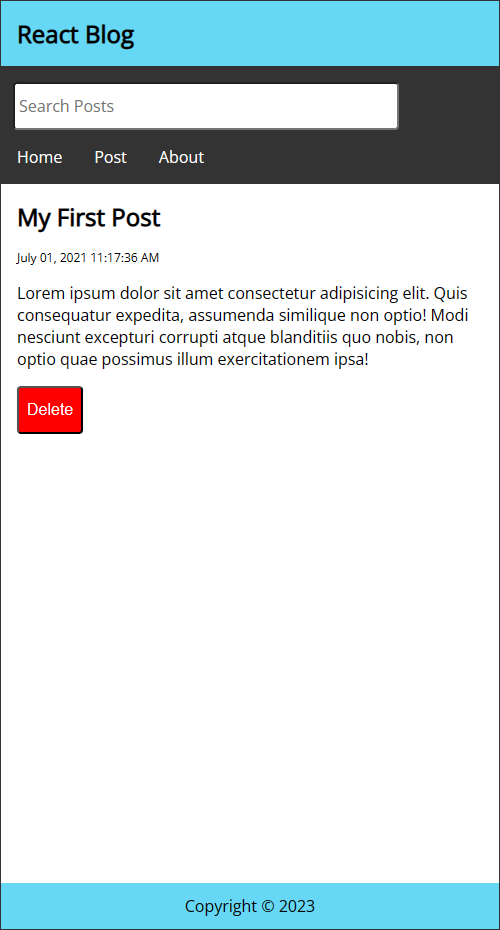 React Blog
Search Posts
Home Post About
My First Post
July 01, 2021 11:17:36 AM
Lorem ipsum dolor sit amet consectetur adipisicing elit. Quis
consequatur expedita, assumenda similique non optio! Modi
nesciunt excepturi corrupti atque blanditiis quo nobis, non
optio quae possimus illum exercitationem ipsa!
Delete
Copyright © 2023